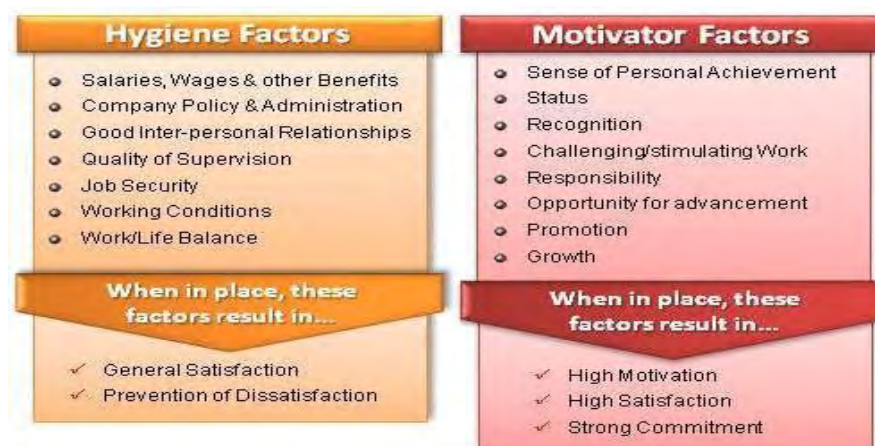 Hygiene Factors
Salaries, Wages & other Benefits
Company Policy & Administration
Good Inter-personal Relationships
Quality of Supervision
Job Security
Working Conditions
Work/Life Balance
When in place, these
factors result in...
General Satisfaction
Prevention of Dissatisfaction
Motivator Factors
Sense of Personal Achievement
Status
Recognition
Challenging/stimulating Work
Responsibility
Opportunity for advancement
Promotion
Growth
When in place, these
factors result in...
High Motivation
High Satisfaction
Strong Commitment